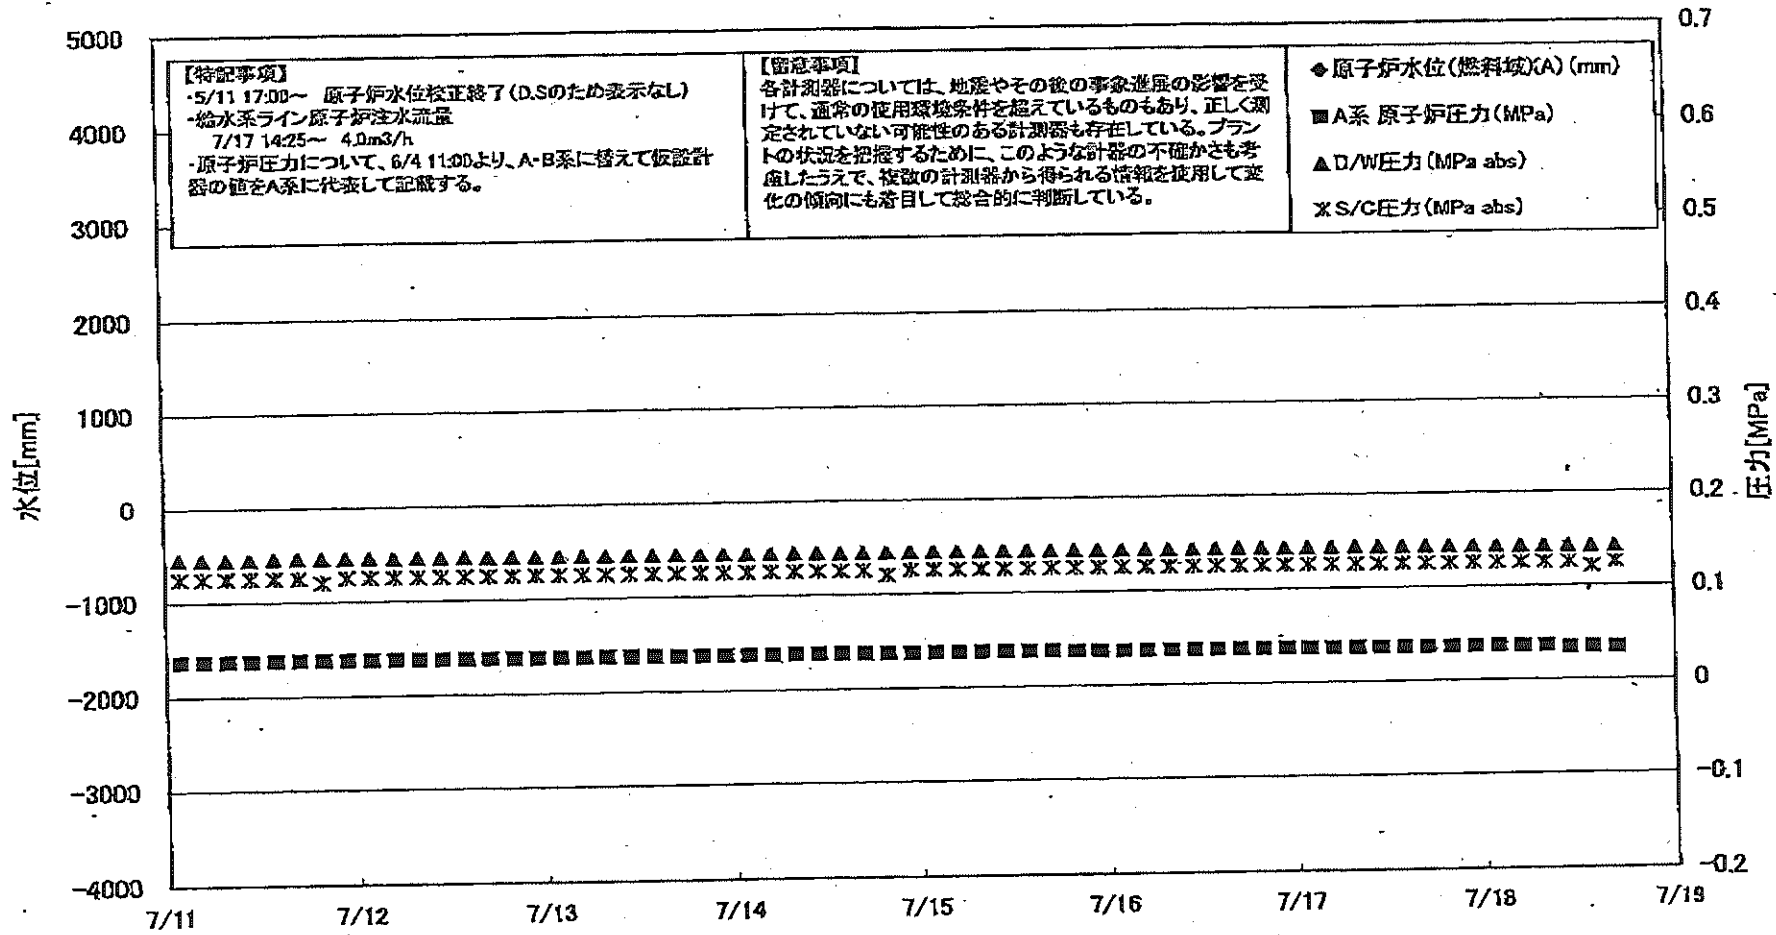 5000
4000
3000
2000
1000
0
-1000
-2000
-3000
-4000
水位[mm]
【特記事項】
・5/11 17:00～ 原子炉水位校正終了(D.Sのため表示なし)
・給水系ライン原子炉注水流量
7/17 14:25～ 4.0m3/h
・原子炉圧力について、6/4 11:00より、A・B系に替えて仮設計
器の値をA系に代表して記載する。
【留意事項】
各計測器については、地震やその後の事象進展の影響を受
けて、通常の使用環境条件を超えているものもあり、正しく測
定されていない可能性のある計測器も存在している。プラン
トの状況を把握するために、このような計器の不確かさも考
慮したうえで、複数の計測器から得られる情報を使用して変
化の傾向にも着目して総合的に判断している。
原子炉水位(燃料域)(A)(mm)
A系 原子炉圧力(MPa)
D/W圧力(MPa abs)
S/C圧力(MPa abs)
0.7
0.6
0.5
0.4
0.3
0.2
0.1
0
-0.1
-0.2
圧力[MPa]
7/11
7/12
7/13
7/14
7/15
7/16
7/17
7/18
7/19